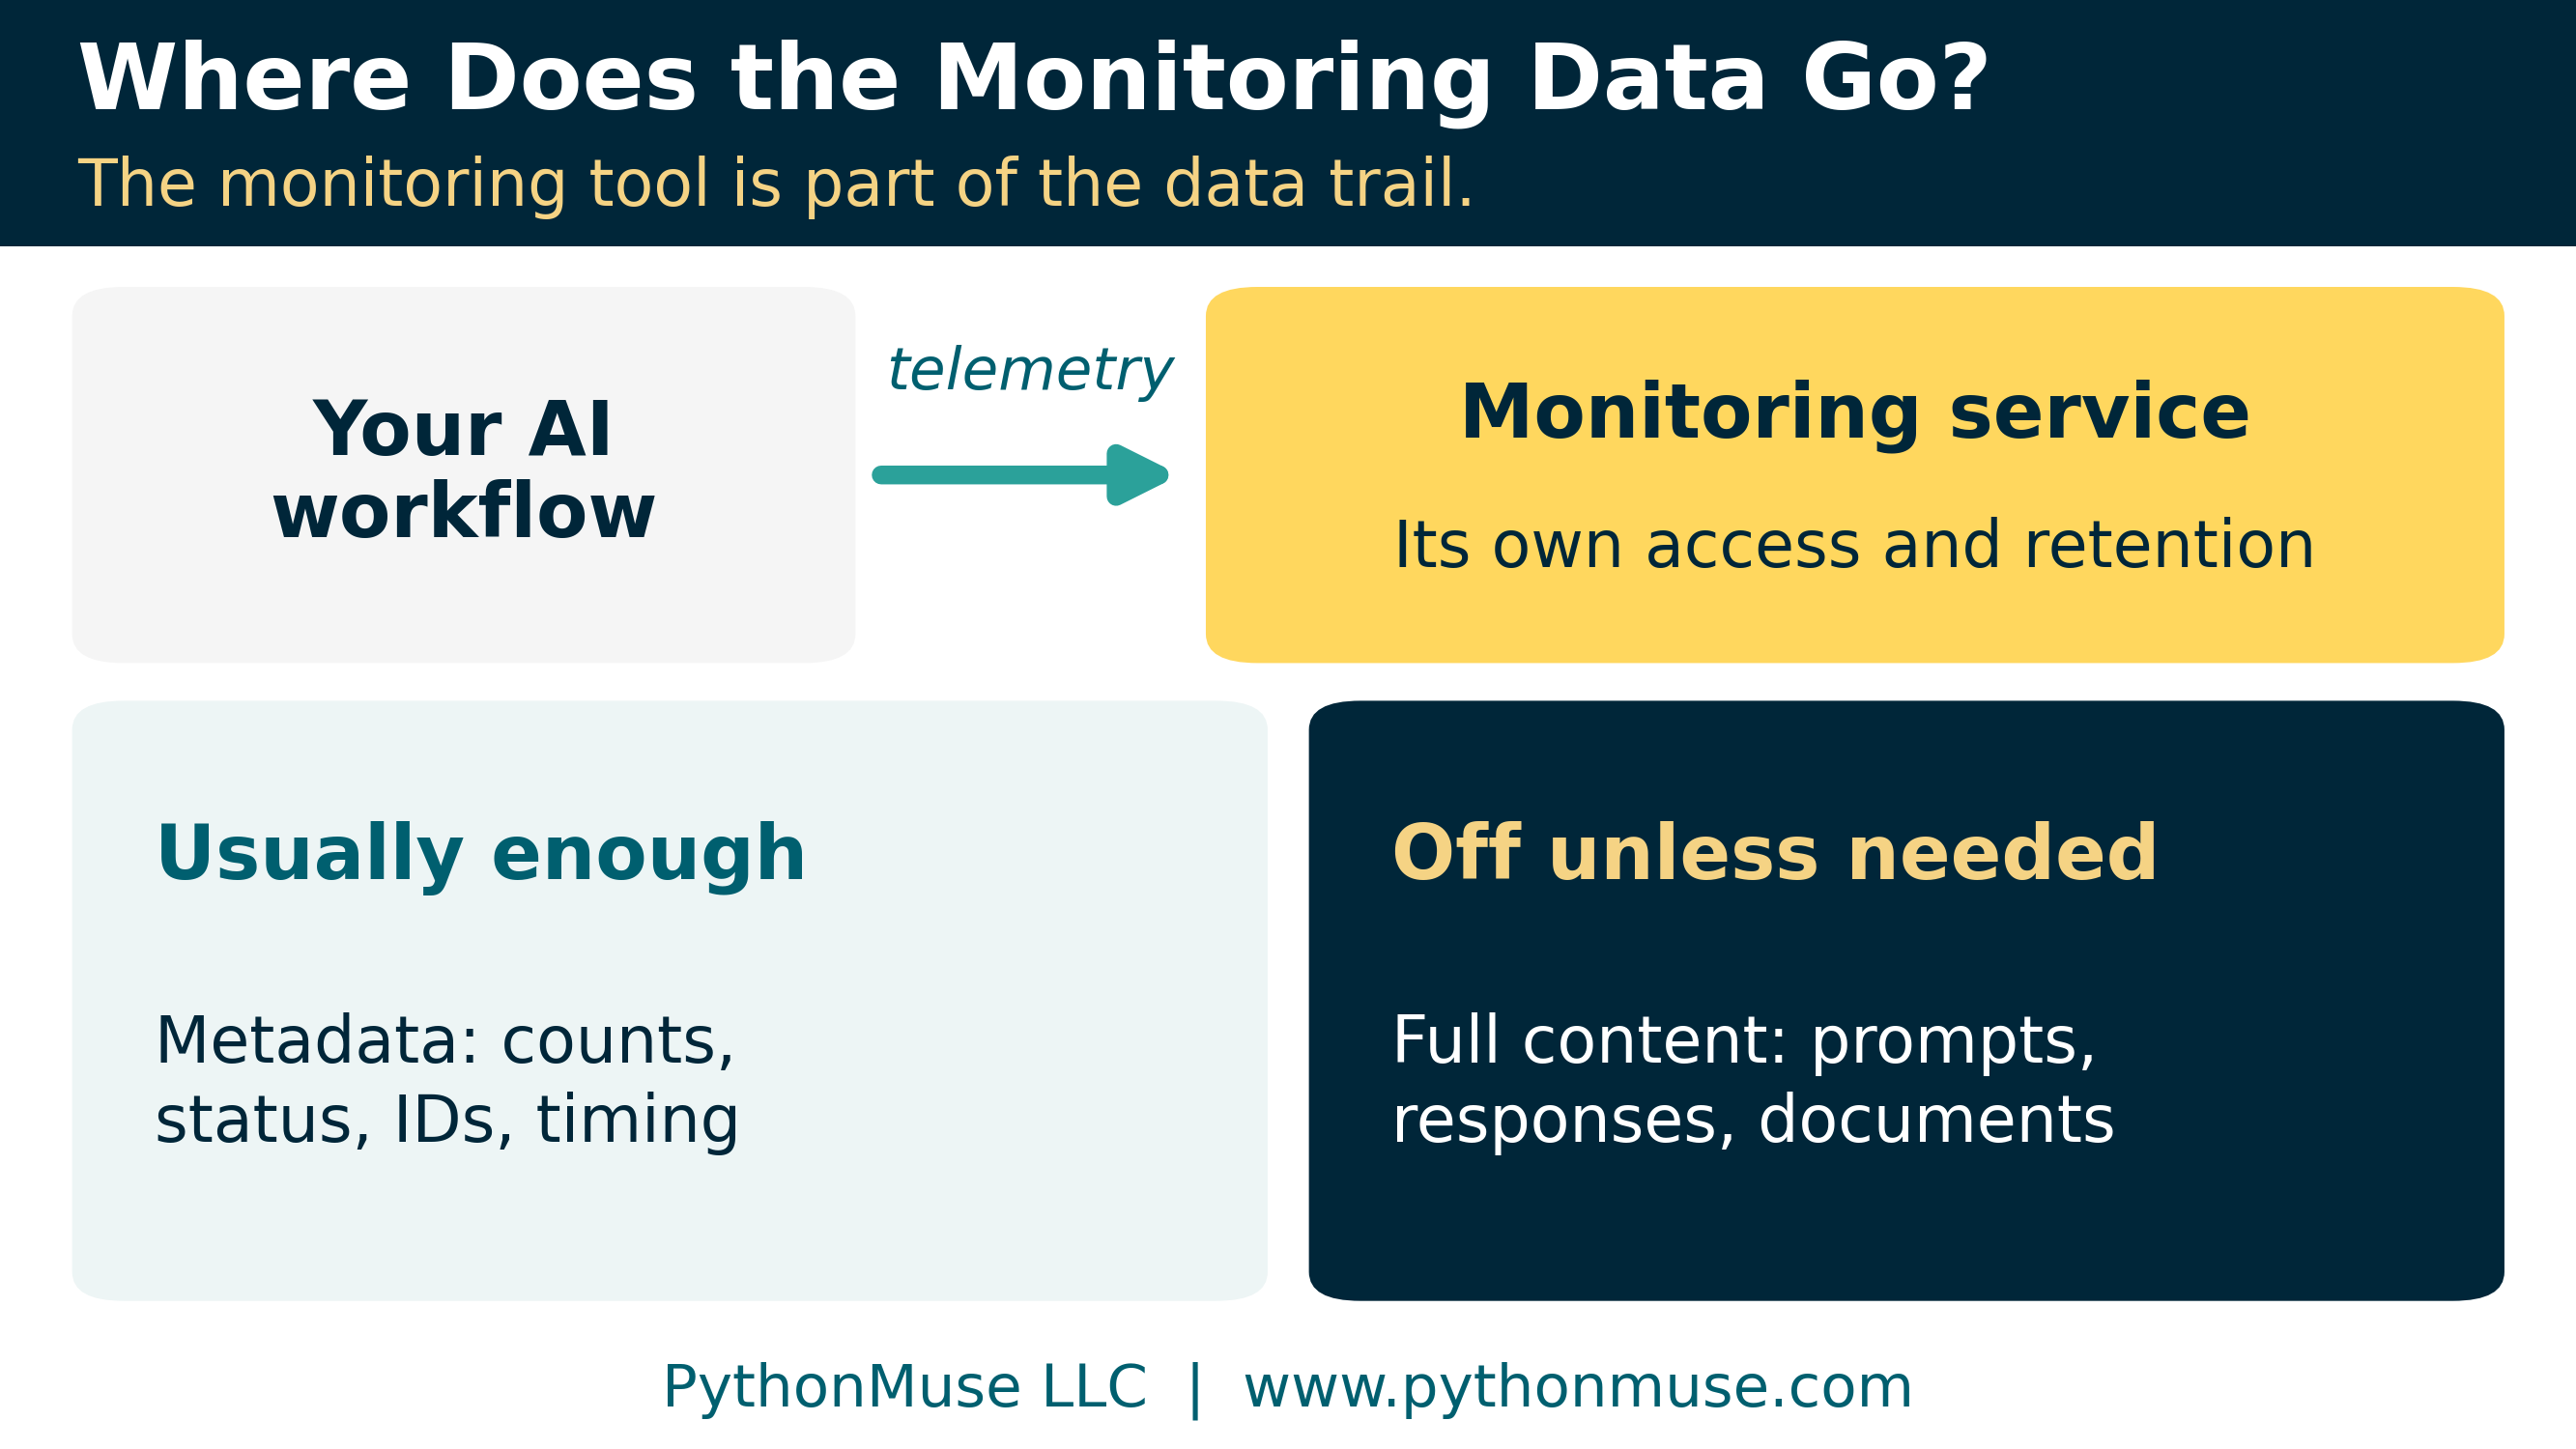 Where Does the Monitoring Data Go?
The monitoring tool is part of the data trail.
Your AI
workflow
telemetry
Monitoring service
Its own access and retention
Usually enough
Metadata: counts,
status, IDs, timing
Off unless needed
Full content: prompts,
responses, documents
PythonMuse LLC | www.pythonmuse.com